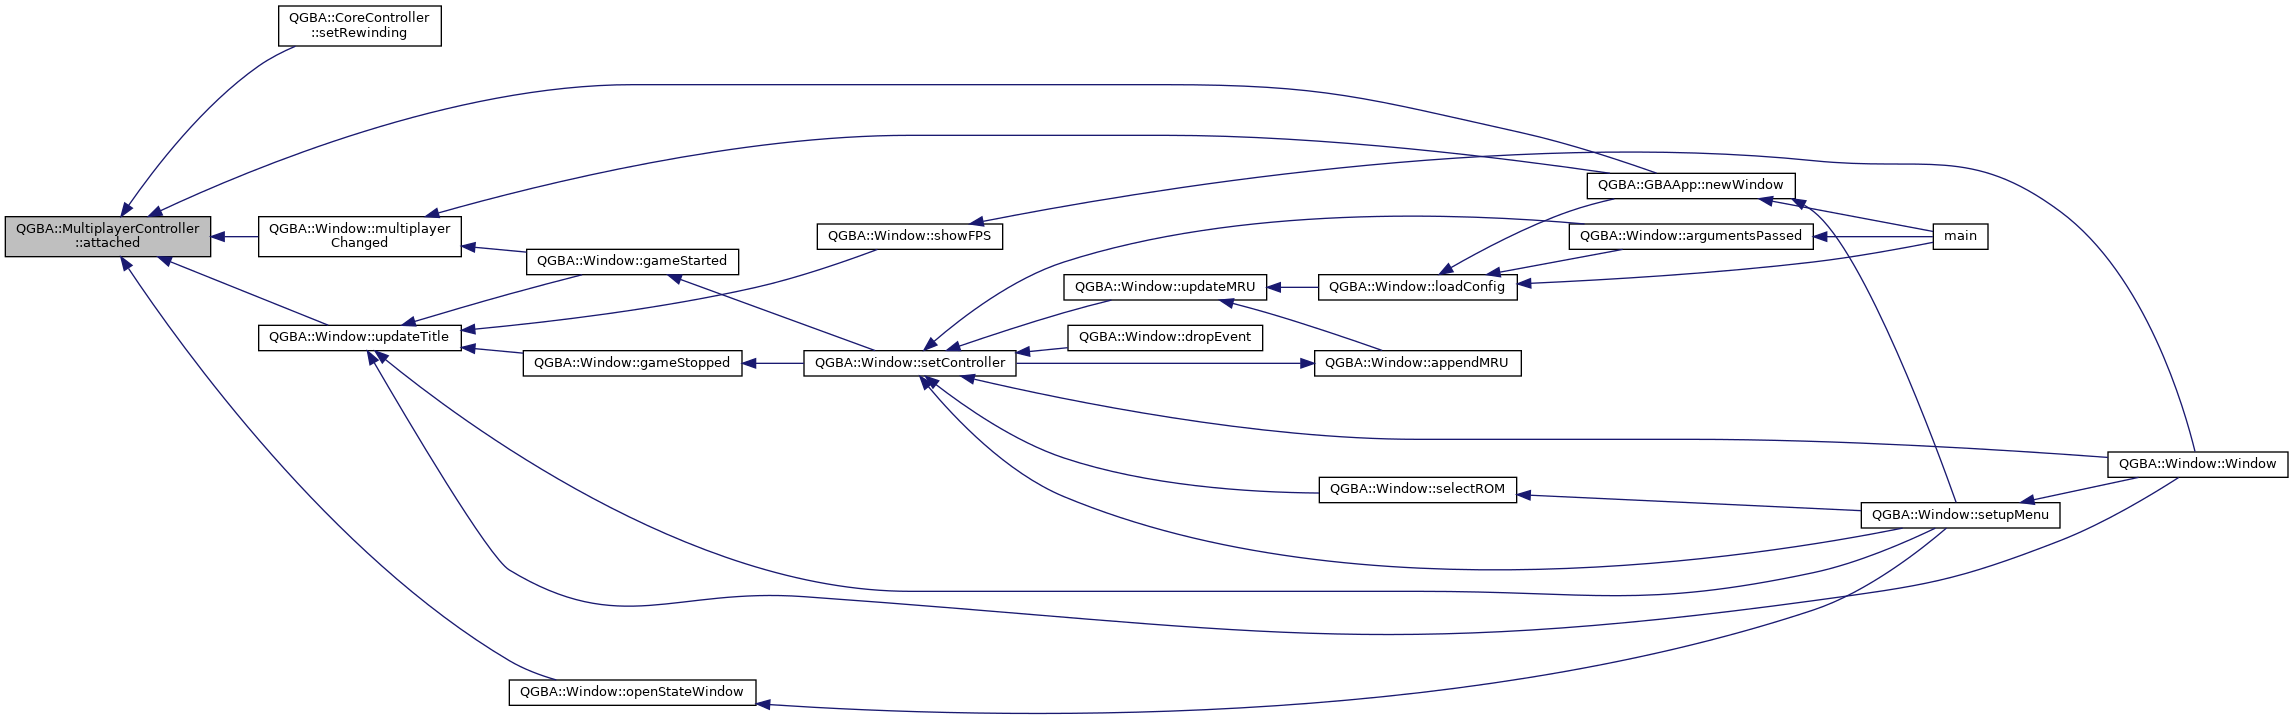 QGBA::CoreController
::setRewinding
QGBA::MultiplayerController
::attached
QGBA::Window::multiplayer
Changed
QGBA::Window::updateTitle
QGBA::Window::gameStarted
QGBA::Window::gameStopped
QGBA::Window::openStateWindow
QGBA::Window::showFPS
QGBA::Window::setController
QGBA::Window::updateMRU
QGBA::Window::dropEvent
QGBA::Window::loadConfig
QGBA::Window::appendMRU
QGBA::Window::selectROM
QGBA::GBAApp::newWindow
QGBA::Window::argumentsPassed
main
QGBA::Window::setupMenu
QGBA::Window::Window